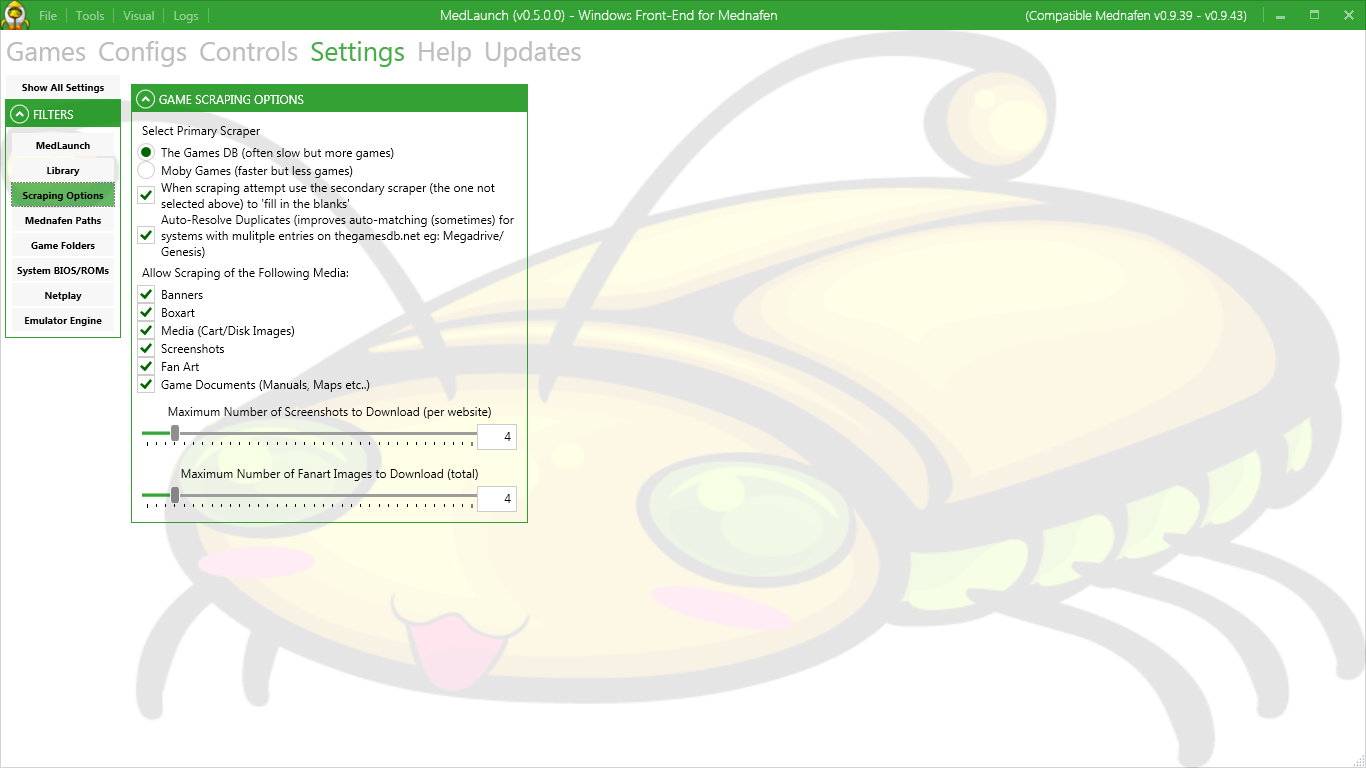 File Tools Visual Logs
MedLaunch (v0.5.0.0) - Windows Front-End for Mednafen
(Compatible Mednafen v0.9.39 - v0.9.43)
Games Configs Controls Settings Help Updates
Show All Settings
FILTERS
MedLaunch
Library
Scraping Options
Mednafen Paths
Game Folders
System BIOS/ROMs
Netplay
Emulator Engine
GAME SCRAPING OPTIONS
Select Primary Scraper
The Games DB (often slow but more games)
Moby Games (faster but less games)
When scraping attempt use the secondary scraper (the one not
selected above) to 'fill in the blanks'
Auto-Resolve Duplicates (improves auto-matching (sometimes) for
systems with mulitple entries on thegamesdb.net eg: Megadrive/
Genesis)
Allow Scraping of the Following Media:
Banners
Boxart
Media (Cart/Disk Images)
Screenshots
Fan Art
Game Documents (Manuals, Maps etc..)
Maximum Number of Screenshots to Download (per website)
4
Maximum Number of Fanart Images to Download (total)
4